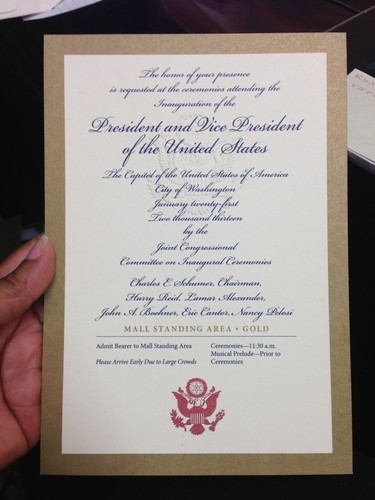 The honor of your presence
is requested at the ceremonies attending the
Inauguration of the
President and Vice President
of the United States
The Capitol of the United States of America
City of Washington
January twenty-first
Two thousand thirteen
by the
Joint Congressional
Committee on Inaugural Ceremonies
Charles E. Schumer, Chairman,
Harry Reid, Lamar Alexander,
John A. Boehner, Eric Cantor, Nancy Pelosi
MALL STANDING AREA • GOLD
Admit Bearer to Mall Standing Area
Please Arrive Early Due to Large Crowds
Ceremonies—11:30 a.m.
Musical Prelude—Prior to
Ceremonies